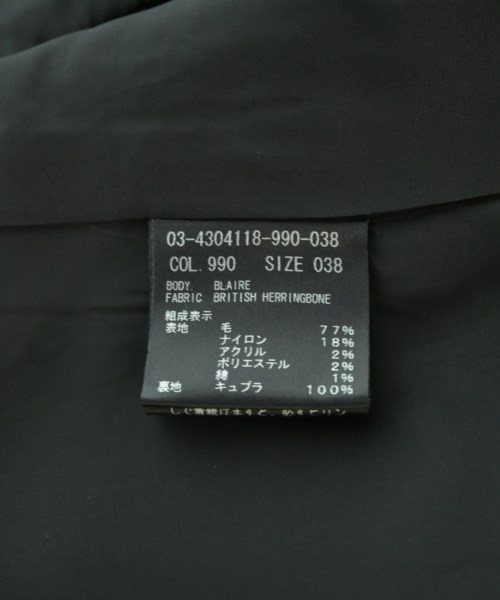 03-4304118-990-038
COL.990 SIZE 038
BODY. BLAIRE
FABRIC BRITISH HERRINGBONE
組成表示
表地 毛 77%
ナイロン 18%
アクリル 2%
ポリエステル 2%
綿 1%
裏地 キュプラ 100%